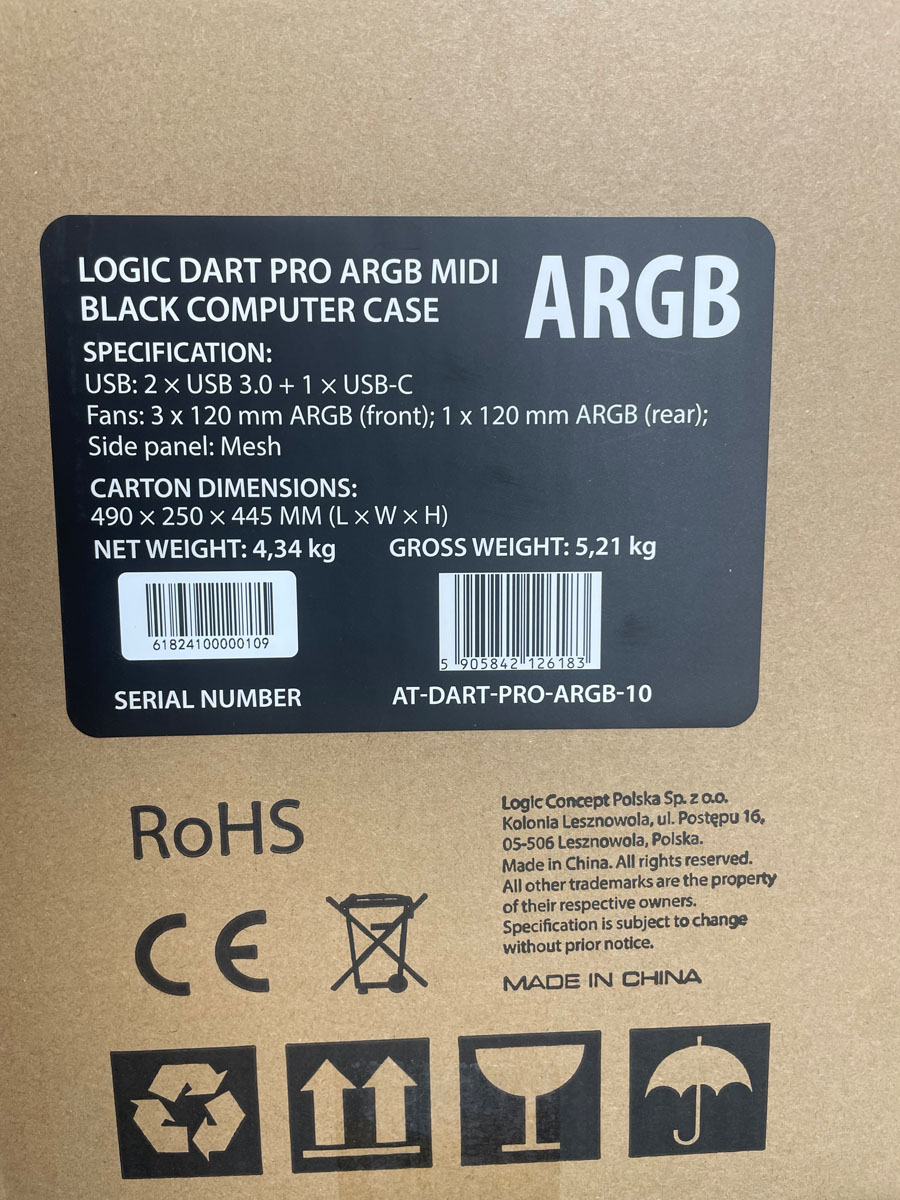 LOGIC DART PRO ARGB MIDI
BLACK COMPUTER CASE
ARGB
SPECIFICATION:
USB: 2 × USB 3.0 + 1 × USB-C
Fans: 3 x 120 mm ARGB (front); 1 x 120 mm ARGB (rear);
Side panel: Mesh
CARTON DIMENSIONS:
490 × 250 × 445 MM (L × W × H)
NET WEIGHT: 4,34 kg
GROSS WEIGHT: 5,21 kg
61824100000109
5 905842 126183
SERIAL NUMBER
AT-DART-PRO-ARGB-10
RoHS
CE
Logic Concept Polska Sp. z o.o.
Kolonia Lesznowola, ul. Postępu 16,
05-506 Lesznowola, Polska.
Made in China. All rights reserved.
All other trademarks are the property
of their respective owners.
Specification is subject to change
without prior notice.
MADE IN CHINA